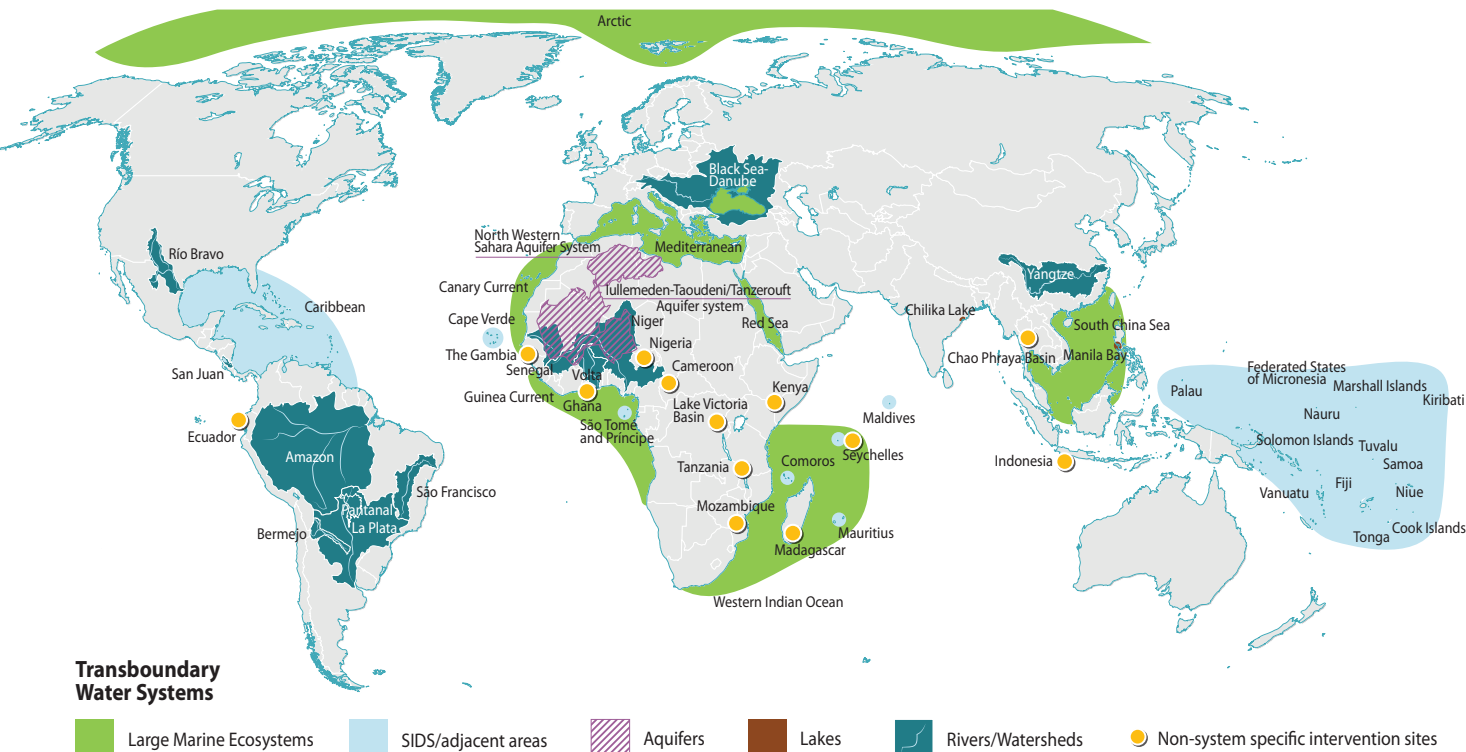 Arctic
Black Sea-
Danube
North Western
Sahara Aquifer System
Mediterranean
Río Bravo
Yangtze
Canary Current
Iullemeden-Taoudeni/Tanzerouft
Aquifer system
Caribbean
Cape Verde
Niger
Red Sea
Chilika Lake
South China Sea
The Gambia
Nigeria
Chao Phraya Basin
Manila Bay
Senegal
Volta
Cameroon
San Juan
Federated States
of Micronesia
Marshall Islands
Palau
Kiribati
Guinea Current
Ghana
Kenya
Lake Victoria
Basin
Maldives
Nauru
São Tomé
and Príncipe
Ecuador
Solomon Islands
Tuvalu
Amazon
Seychelles
Comoros
Indonesia
Samoa
Tanzania
São Francisco
Fiji
Vanuatu
Niue
Pantanal
La Plata
Mozambique
Bermejo
Mauritius
Cook Islands
Tonga
Madagascar
Western Indian Ocean
Transboundary
Water Systems
Large Marine Ecosystems
SIDS/adjacent areas
Aquifers
Lakes
Rivers/Watersheds
Non-system specific intervention sites